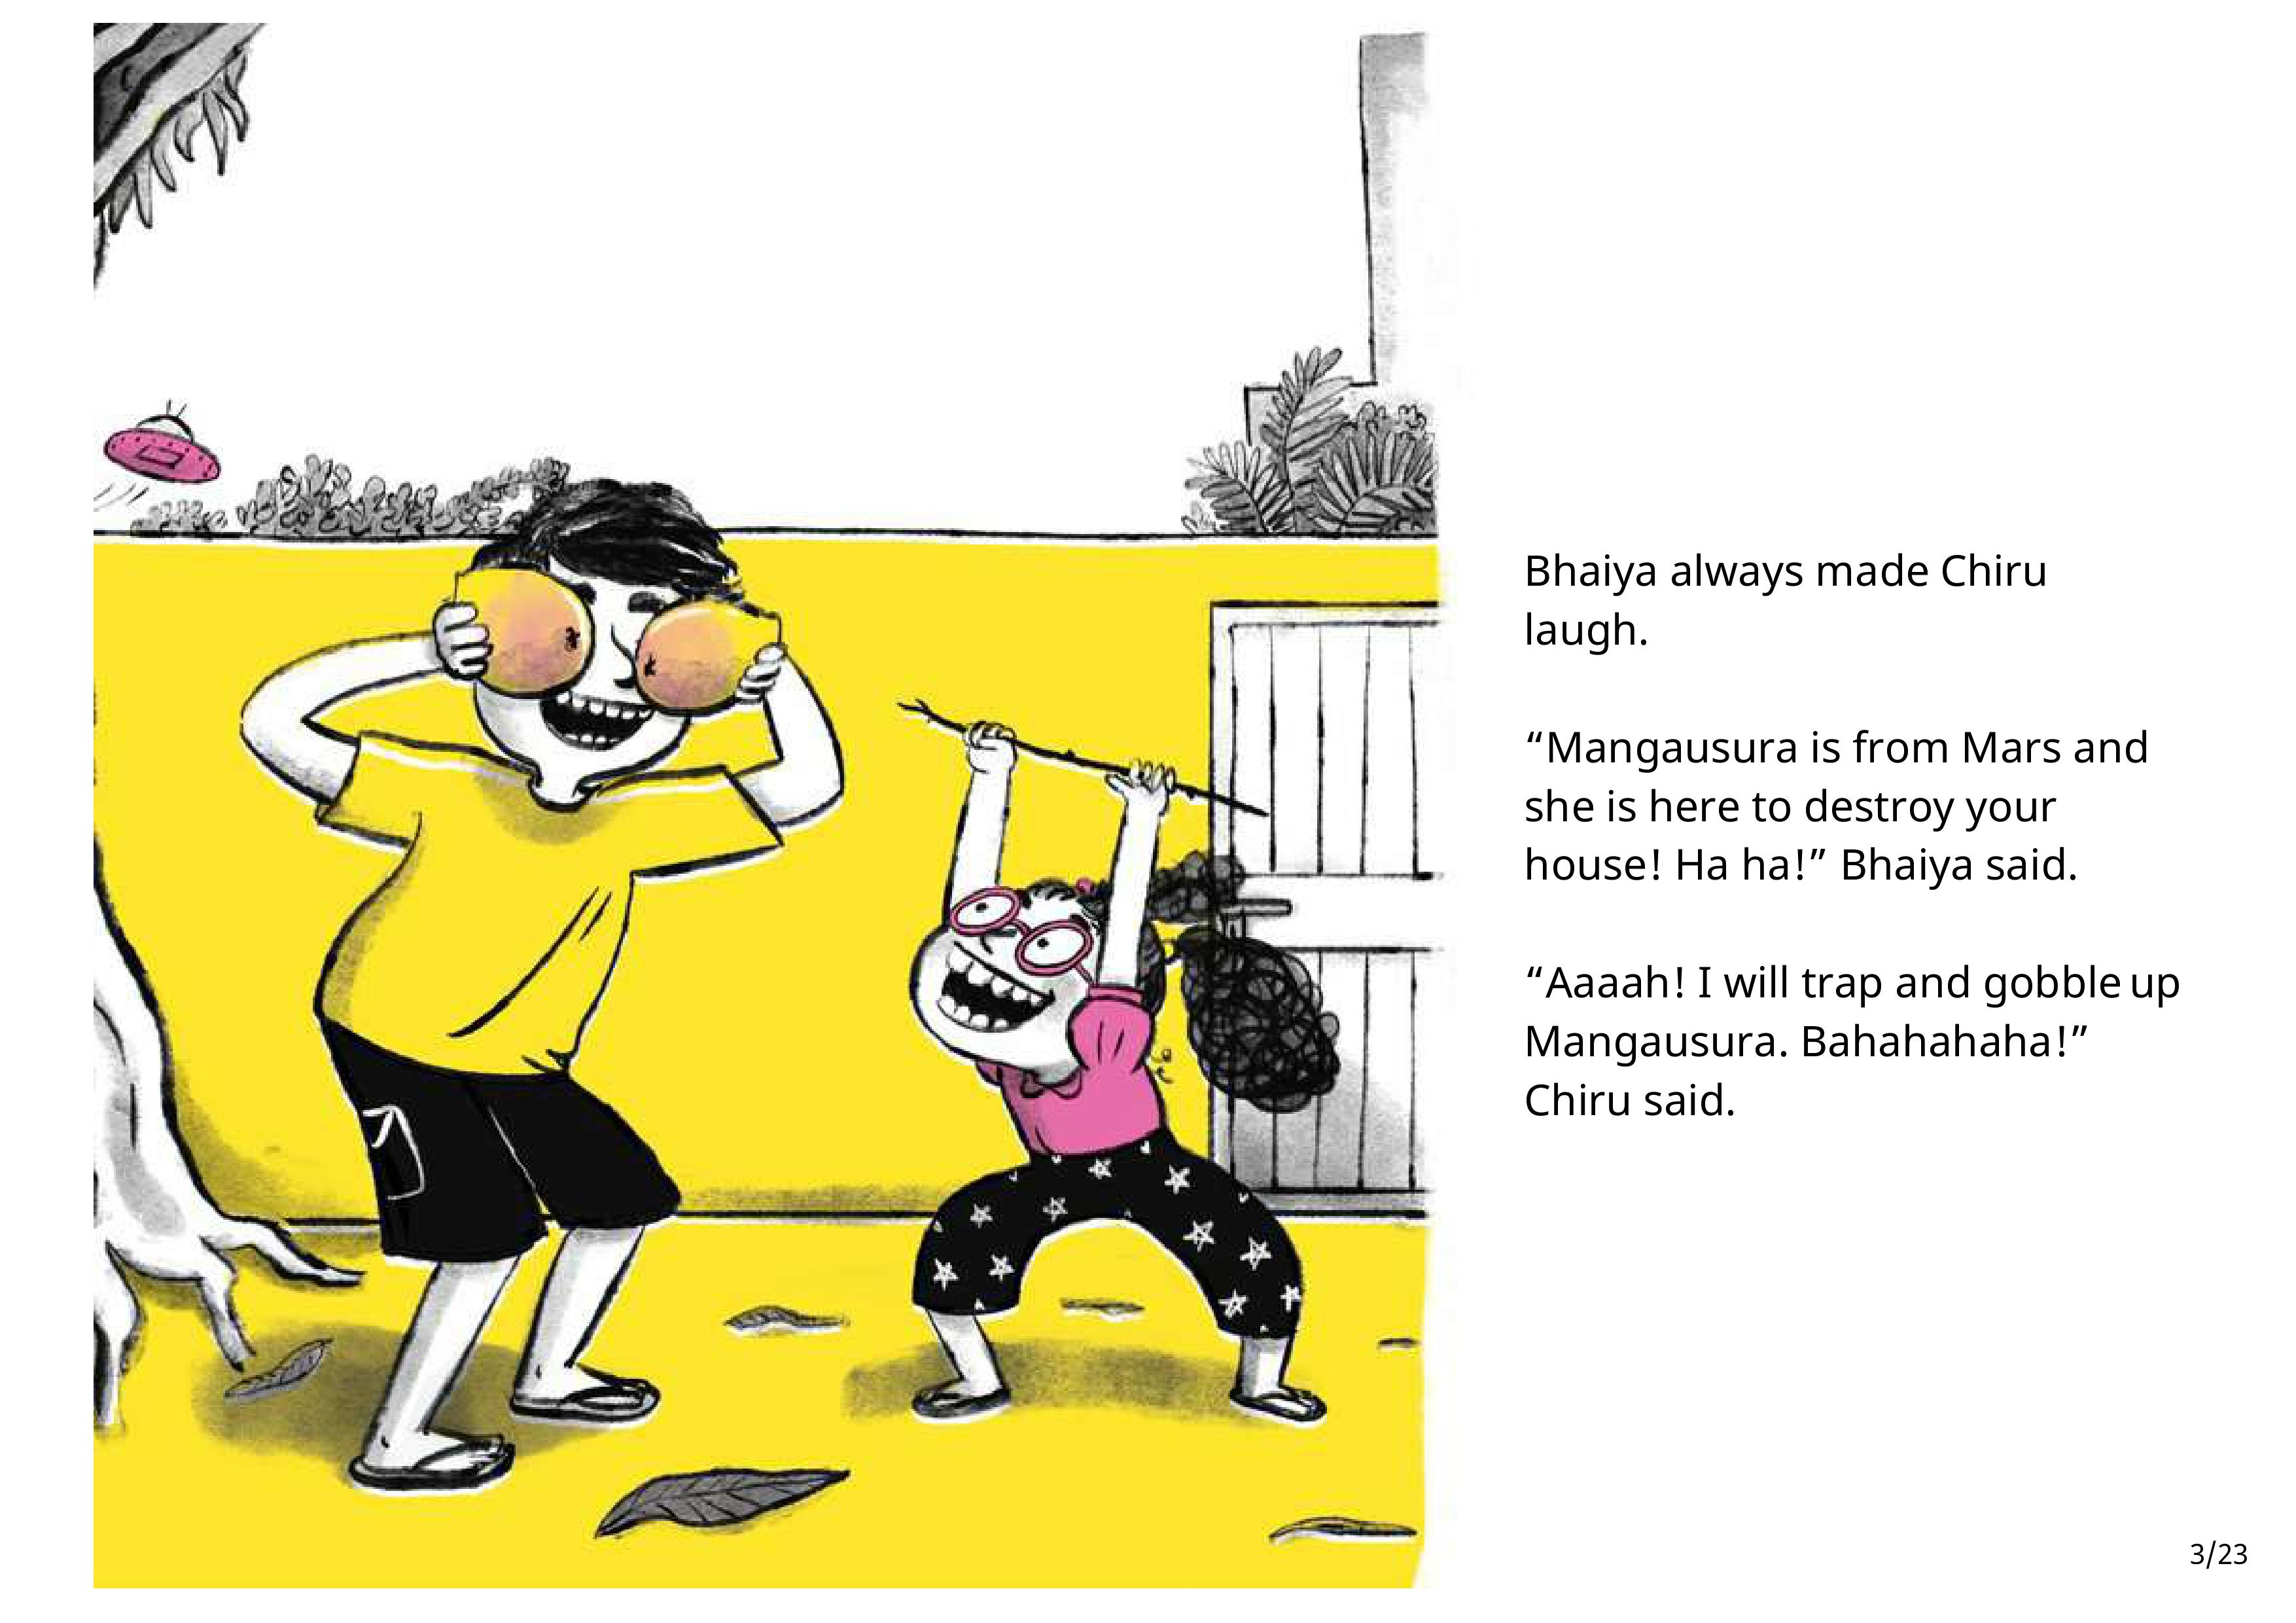 Bhaiya always made Chiru
laugh.
“Mangausura is from Mars and
she is here to destroy your
house! Ha ha!” Bhaiya said.
“Aaaah! I will trap and gobble up
Mangausura. Bahahahaha!”
Chiru said.
3/23